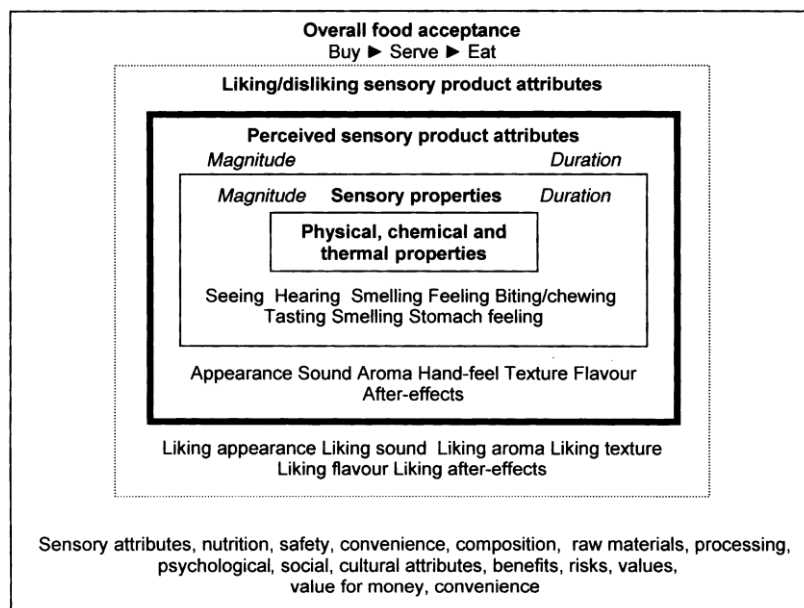 Overall food acceptance
Buy ► Serve ► Eat
Liking/disliking sensory product attributes
Perceived sensory product attributes
Magnitude Duration
Magnitude Sensory properties Duration
Physical, chemical and
thermal properties
Seeing Hearing Smelling Feeling Biting/chewing
Tasting Smelling Stomach feeling
Appearance Sound Aroma Hand-feel Texture Flavour
After-effects
Liking appearance Liking sound Liking aroma Liking texture
Liking flavour Liking after-effects
Sensory attributes, nutrition, safety, convenience, composition, raw materials, processing,
psychological, social, cultural attributes, benefits, risks, values,
value for money, convenience